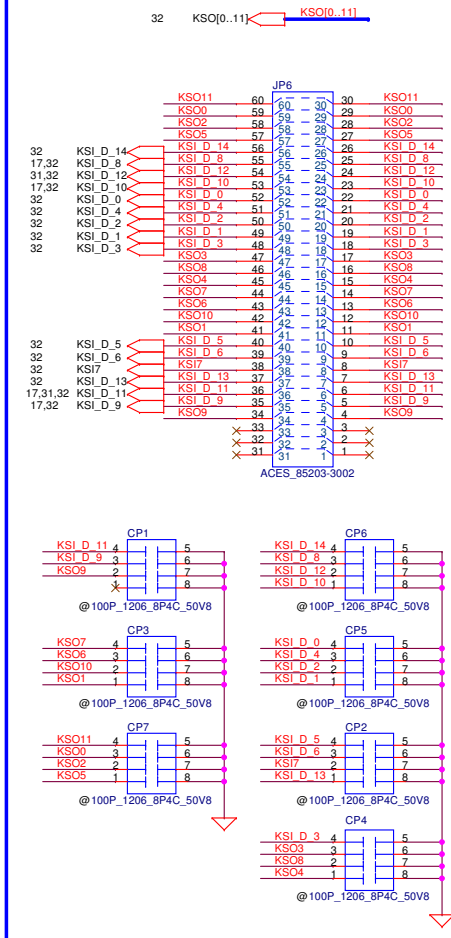 32 KSO[0..11] KSO[0..11]
JP6
KSO11 60 60 30 30 KSO11
KSO0 59 59 29 29 KSO0
KSO2 58 58 28 28 KSO2
KSO5 57 57 27 27 KSO5
32 KSI_D_14 KSI_D_14 56 56 26 26 KSI_D_14
17,32 KSI_D_8 KSI_D_8 55 55 25 25 KSI_D_8
31,32 KSI_D_12 KSI_D_12 54 54 24 24 KSI_D_12
17,32 KSI_D_10 KSI_D_10 53 53 23 23 KSI_D_10
32 KSI_D_0 KSI_D_0 52 52 22 22 KSI_D_0
32 KSI_D_4 KSI_D_4 51 51 21 21 KSI_D_4
32 KSI_D_2 KSI_D_2 50 50 20 20 KSI_D_2
32 KSI_D_1 KSI_D_1 49 49 19 19 KSI_D_1
32 KSI_D_3 KSI_D_3 48 48 18 18 KSI_D_3
KSO3 47 47 17 17 KSO3
KSO8 46 46 16 16 KSO8
KSO4 45 45 15 15 KSO4
KSO7 44 44 14 14 KSO7
KSO6 43 43 13 13 KSO6
KSO10 42 42 12 12 KSO10
KSO1 41 41 11 11 KSO1
32 KSI_D_5 KSI_D_5 40 40 10 10 KSI_D_5
32 KSI_D_6 KSI_D_6 39 39 9 9 KSI_D_6
32 KSI7 KSI7 38 38 8 8 KSI7
32 KSI_D_13 KSI_D_13 37 37 7 7 KSI_D_13
17,31,32 KSI_D_11 KSI_D_11 36 36 6 6 KSI_D_11
17,32 KSI_D_9 KSI_D_9 35 35 5 5 KSI_D_9
KSO9 34 34 4 4 KSO9
33 33 3 3
32 32 2 2
31 31 1 1
ACES_85203-3002
CP1
KSI_D_11 4 5
KSI_D_9 3 6
KSO9 2 7
1 8
@100P_1206_8P4C_50V8
CP6
KSI_D_14 4 5
KSI_D_8 3 6
KSI_D_12 2 7
KSI_D_10 1 8
@100P_1206_8P4C_50V8
CP3
KSO7 4 5
KSO6 3 6
KSO10 2 7
KSO1 1 8
@100P_1206_8P4C_50V8
CP5
KSI_D_0 4 5
KSI_D_4 3 6
KSI_D_2 2 7
KSI_D_1 1 8
@100P_1206_8P4C_50V8
CP7
KSO11 4 5
KSO0 3 6
KSO2 2 7
KSO5 1 8
@100P_1206_8P4C_50V8
CP2
KSI_D_5 4 5
KSI_D_6 3 6
KSI7 2 7
KSI_D_13 1 8
@100P_1206_8P4C_50V8
CP4
KSI_D_3 4 5
KSO3 3 6
KSO8 2 7
KSO4 1 8
@100P_1206_8P4C_50V8